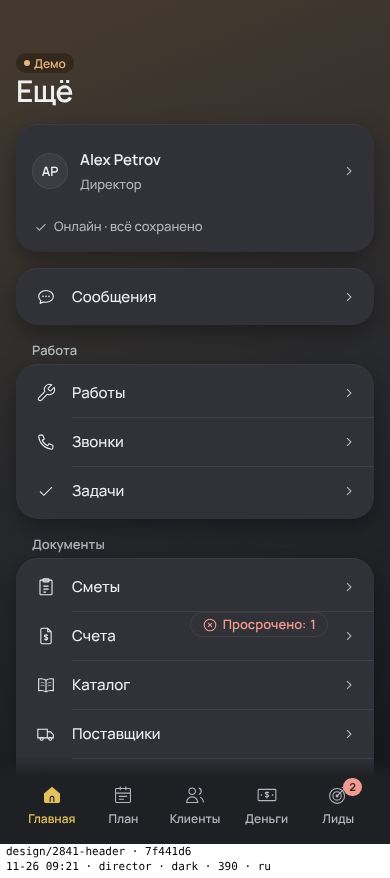 Демо
Ещё
AP
Alex Petrov
Директор
Онлайн · всё сохранено
Сообщения
Работа
Работы
Звонки
Задачи
Документы
Сметы
Счета
Просрочено: 1
Каталог
Поставщики
2
Главная
План
Клиенты
Деньги
Лиды
design/2841-header · 7f441d6
11-26 09:21 · director · dark · 390 · ru